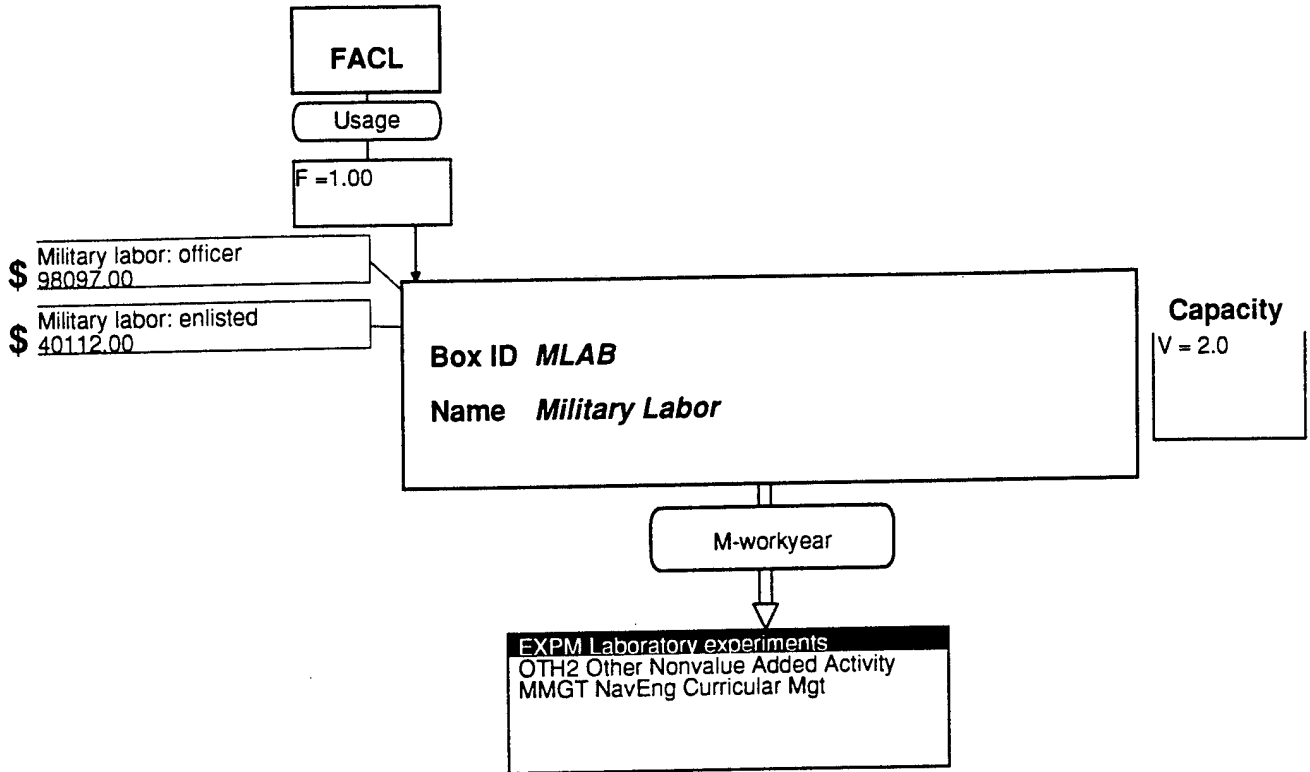 FACL
Usage
F =1.00
$ Military labor: officer
98097.00
$ Military labor: enlisted
40112.00
Box ID MLAB
Name Military Labor
Capacity
V = 2.0
M-workyear
EXPM Laboratory experiments
OTH2 Other Nonvalue Added Activity
MMGT NavEng Curricular Mgt